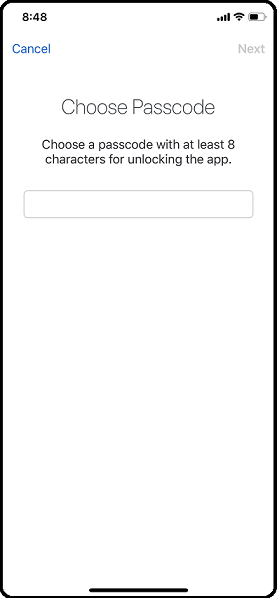 8:48
Cancel Next
Choose Passcode
Choose a passcode with at least 8
characters for unlocking the app.